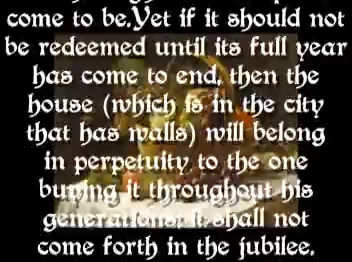 come to be.Yet if it should not
be redeemed until its full year
has come to end, then the
house (which is in the city
that has walls) will belong
in perpetuity to the one
buying it throughout his
generations; it shall not
come forth in the jubilee.